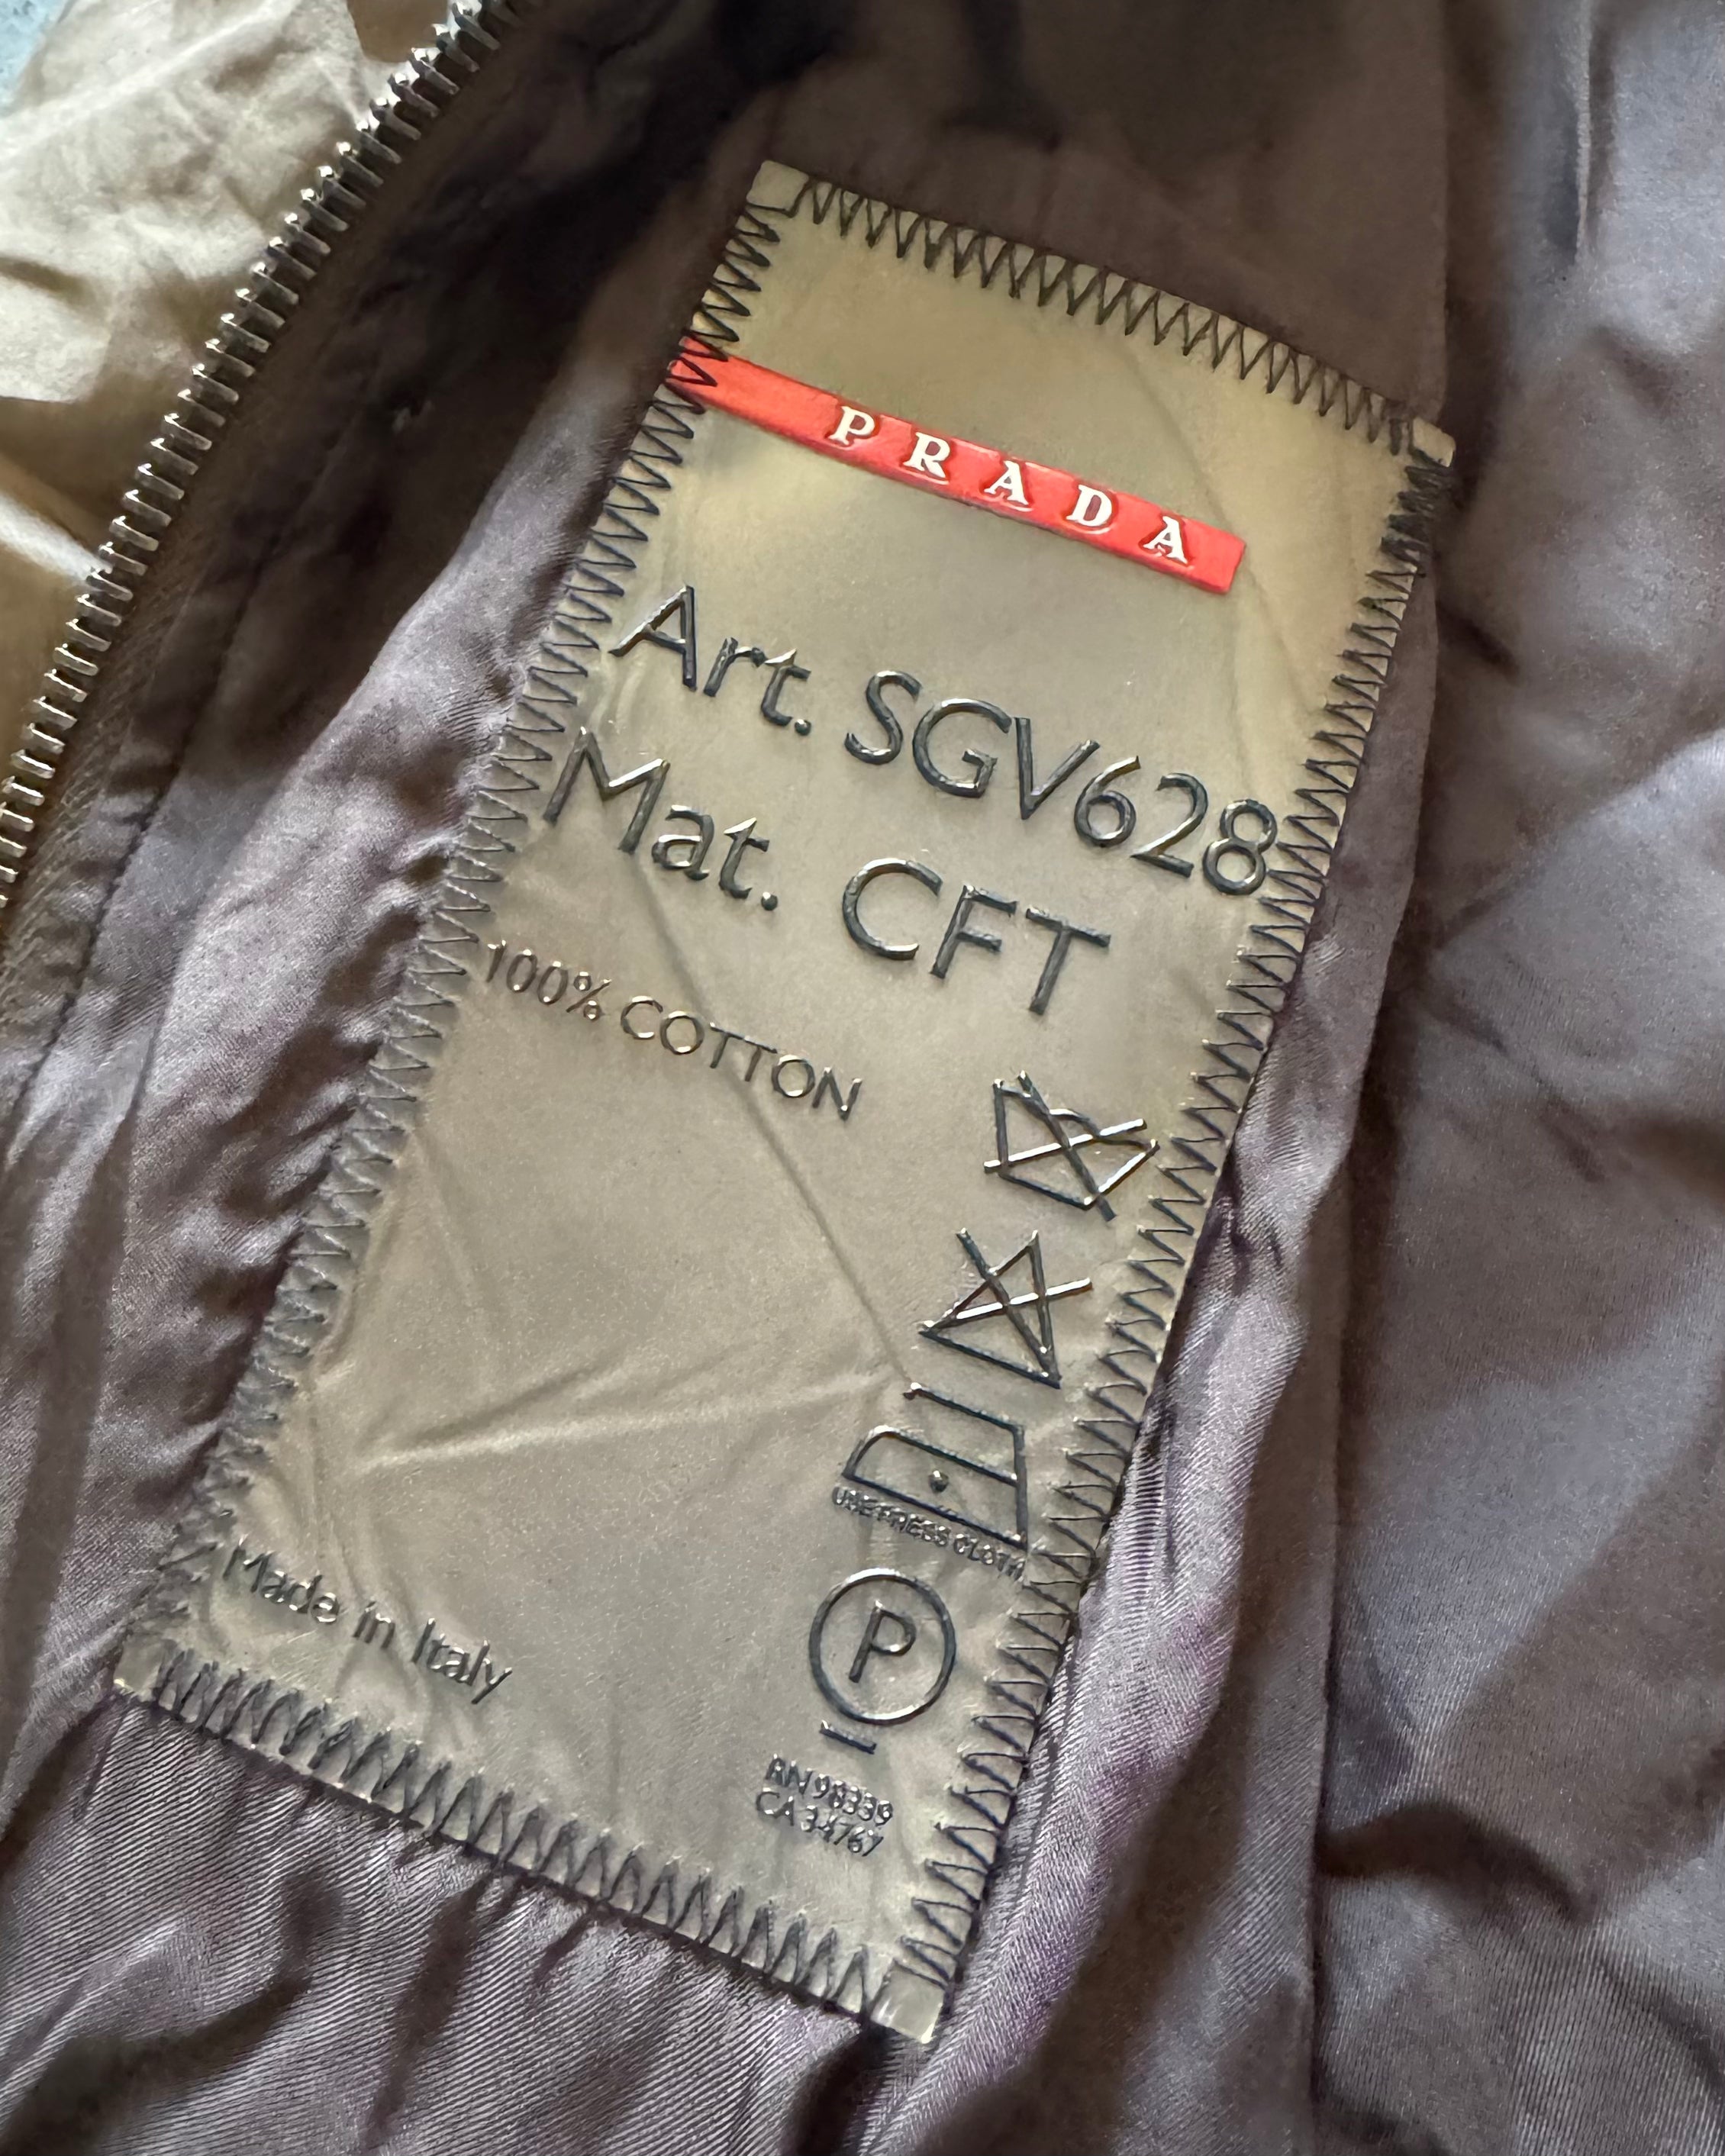 PRADA
Art. SGV628
Mat. CFT
100% COTTON
USE PRESS CLOTH
P
Made in Italy
RN 98339
CA 34767